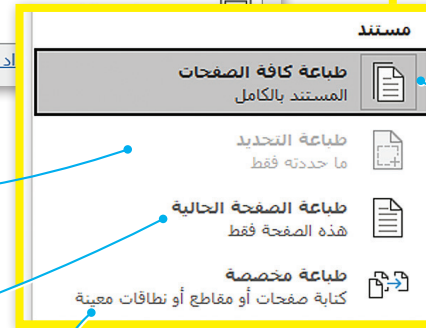 مستند
طباعة كافة الصفحات
المستند بالكامل
طباعة التحديد
ما حددته فقط
طباعة الصفحة الحالية
هذه الصفحة فقط
طباعة مخصصة
كتابة صفحات أو مقاطع أو نطاقات معينة